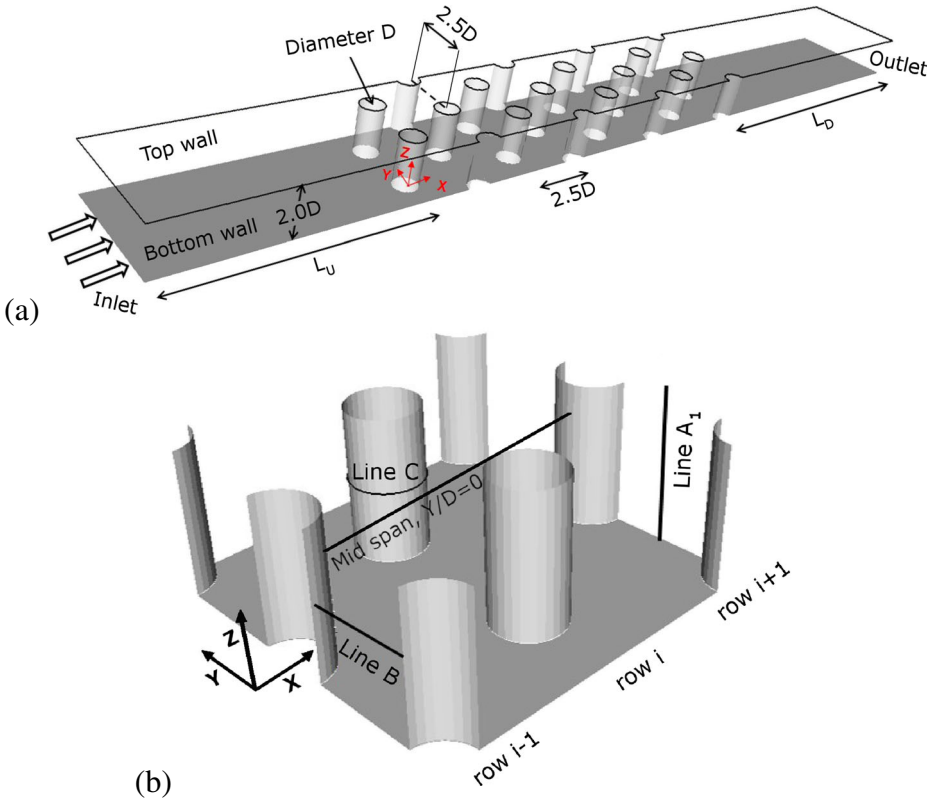 2.5D
Diameter D
Outlet
Top wall
Z
Y
X
L_D
2.5D
2.0D
Bottom wall
L_U
Inlet
(a)
Line A₁
Line C
Mid span, Y/D=0
row i+1
Z
Y
X
Line B
row i
row i-1
(b)